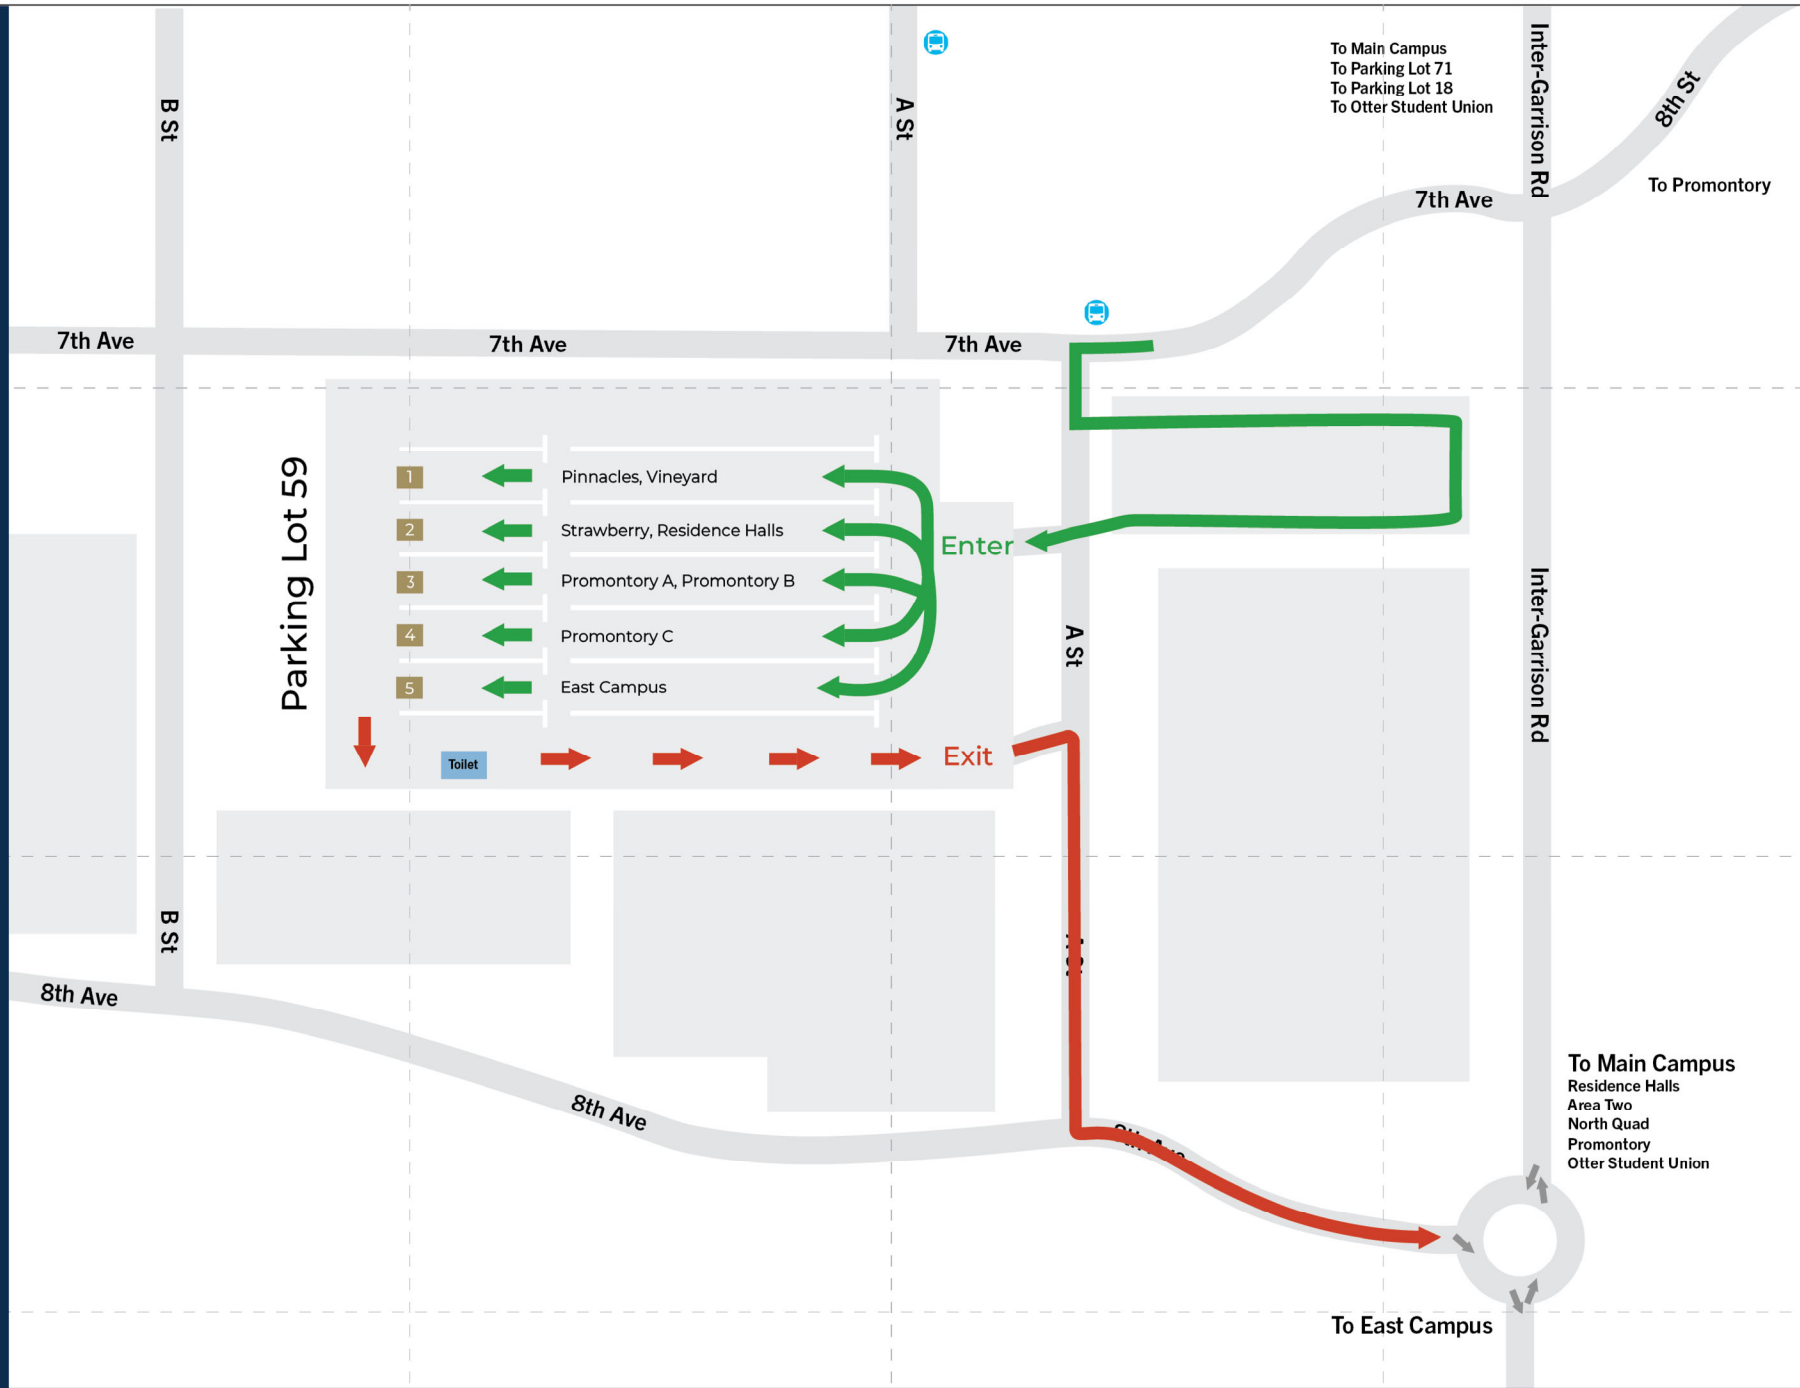 To Main Campus
To Parking Lot 71
To Parking Lot 18
To Otter Student Union
Inter-Garrison Rd
8th St
B St
A St
To Promontory
7th Ave
7th Ave
7th Ave
7th Ave
Parking Lot 59
1
Pinnacles, Vineyard
2
Strawberry, Residence Halls
Enter
3
Promontory A, Promontory B
4
Promontory C
A St
Inter-Garrison Rd
5
East Campus
Toilet
Exit
B St
A St
8th Ave
8th Ave
8th Ave
To Main Campus
Residence Halls
Area Two
North Quad
Promontory
Otter Student Union
To East Campus